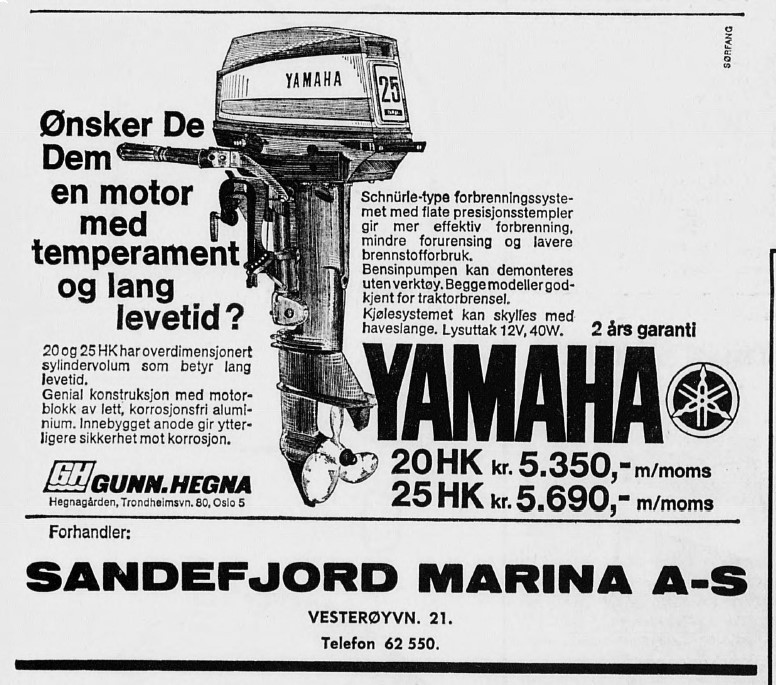 SØRFANG
YAMAHA
25
Ønsker De
Dem
en motor
med
temperament
og lang
levetid?
20 og 25 HK har overdimensjonert
sylindervolum som betyr lang
levetid.
Genial konstruksjon med motor-
blokk av lett, korrosjonsfri alumi-
nium. Innebygget anode gir ytter-
ligere sikkerhet mot korrosjon.
GH GUNN.HEGNA
Hegnagården, Trondheimsvn. 80, Oslo 5
Schnürle-type forbrenningssyste-
met med flate presisjonsstempler
gir mer effektiv forbrenning,
mindre forurensing og lavere
brennstofforbruk.
Bensinpumpen kan demonteres
uten verktøy. Begge modeller god-
kjent for traktorbrensel.
Kjølesystemet kan skylles med
haveslange. Lysuttak 12V, 40W.
2 års garanti
YAMAHA
20 HK kr. 5.350,- m/moms
25 HK kr. 5.690,- m/moms
Forhandler:
SANDEFJORD MARINA A-S
VESTERØYVN. 21.
Telefon 62 550.